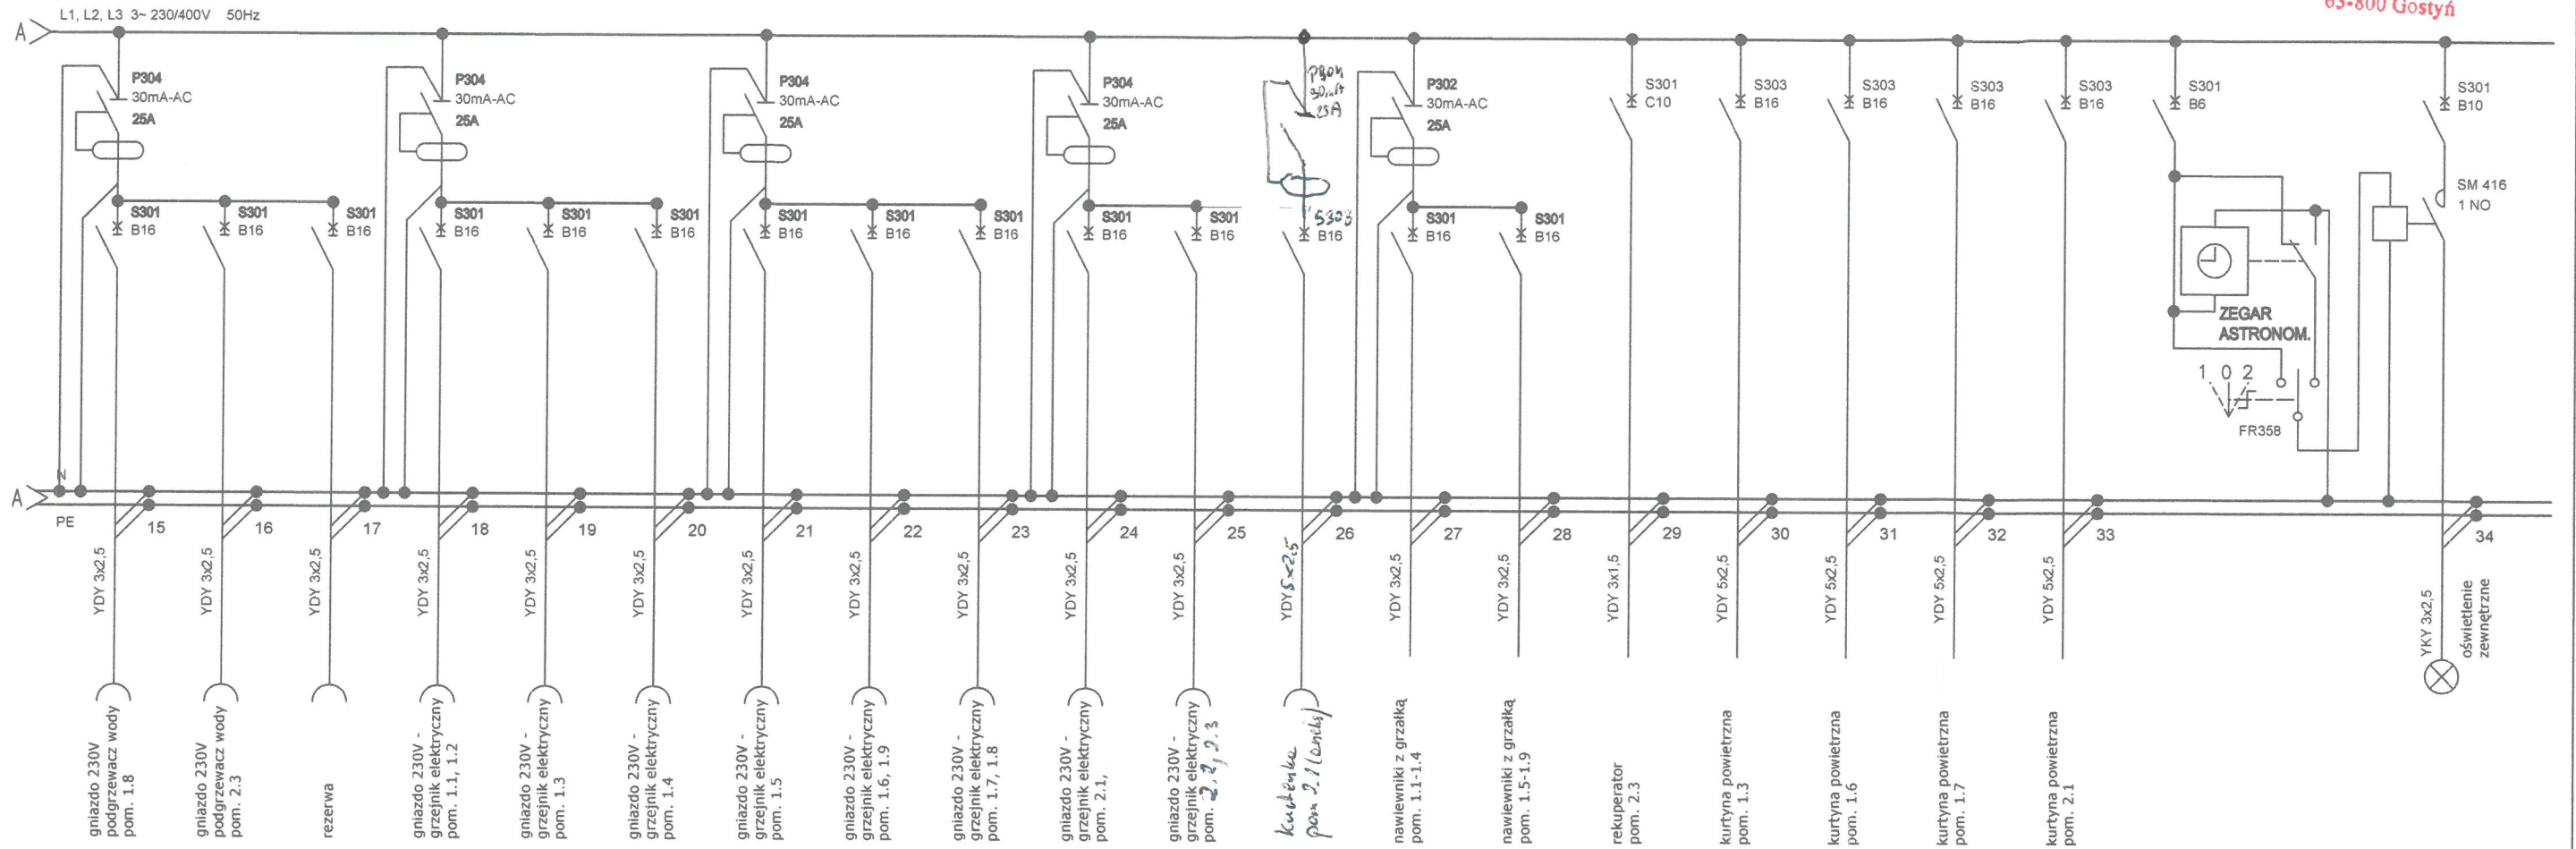 63-800 Gostyń
L1, L2, L3 3~ 230/400V 50Hz
A
P304
30mA-AC
25A
P304
30mA-AC
25A
P304
30mA-AC
25A
P304
30mA-AC
25A
P304
30mA
25A
P302
30mA-AC
25A
S301
C10
S303
B16
S303
B16
S303
B16
S303
B16
S301
B6
S301
B10
SM 416
1 NO
S301
B16
S301
B16
S301
B16
S301
B16
S301
B16
S301
B16
S301
B16
S301
B16
S301
B16
S301
B16
S301
B16
S303
B16
S301
B16
S301
B16
ZEGAR
ASTRONOM.
1 0 2
FR358
N
A
PE
15
16
17
18
19
20
21
22
23
24
25
26
27
28
29
30
31
32
33
34
YDY 3x2,5
YDY 3x2,5
YDY 3x2,5
YDY 3x2,5
YDY 3x2,5
YDY 3x2,5
YDY 3x2,5
YDY 3x2,5
YDY 3x2,5
YDY 3x2,5
YDY 3x2,5
YDY 5x2.5
YDY 3x2,5
YDY 3x2,5
YDY 3x1,5
YDY 5x2,5
YDY 5x2,5
YDY 5x2,5
YDY 5x2,5
YKY 3x2,5
oświetlenie
zewnętrzne
gniazdo 230V
podgrzewacz wody
pom. 1.8
gniazdo 230V
podgrzewacz wody
pom. 2.3
rezerwa
gniazdo 230V -
grzejnik elektryczny
pom. 1.1, 1.2
gniazdo 230V -
grzejnik elektryczny
pom. 1.3
gniazdo 230V -
grzejnik elektryczny
pom. 1.4
gniazdo 230V -
grzejnik elektryczny
pom. 1.5
gniazdo 230V -
grzejnik elektryczny
pom. 1.6, 1.9
gniazdo 230V -
grzejnik elektryczny
pom. 1.7, 1.8
gniazdo 230V -
grzejnik elektryczny
pom. 2.1,
gniazdo 230V -
grzejnik elektryczny
pom. 2.2, 2.3
pom 2.1
nawiewniki z grzałką
pom. 1.1-1.4
nawiewniki z grzałką
pom. 1.5-1.9
rekuperator
pom. 2.3
kurtyna powietrzna
pom. 1.3
kurtyna powietrzna
pom. 1.6
kurtyna powietrzna
pom. 1.7
kurtyna powietrzna
pom. 2.1